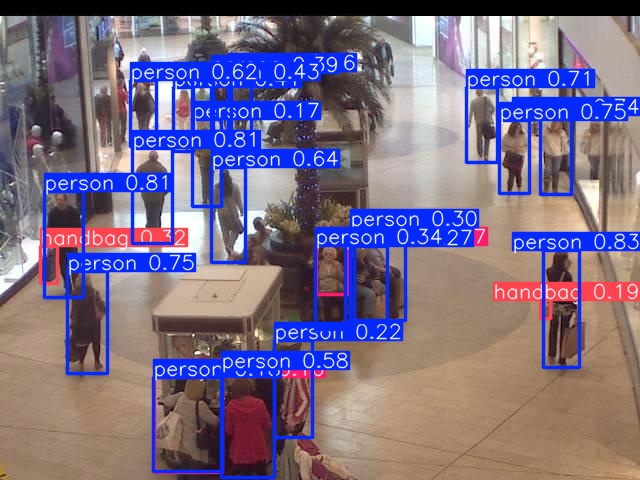 person 0.62
0.43
person 0.71
person 0.17
person 0.75
person 0.81
person 0.64
person 0.81
person 0.30
handbag 0.32
person 0.34
person 0.83
person 0.75
handbag 0.19
person 0.22
person 0.58
person